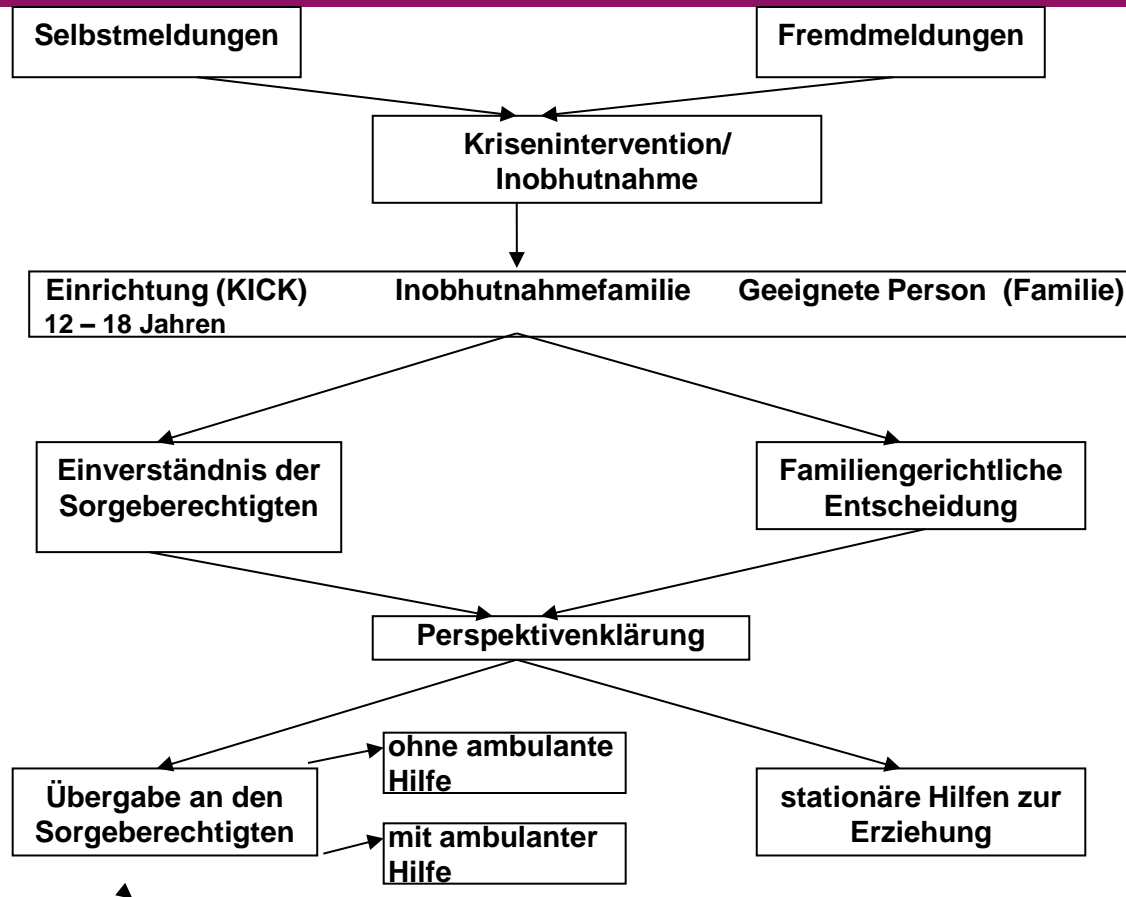 Selbstmeldungen
Fremdmeldungen
Krisenintervention/
Inobhutnahme
Einrichtung (KICK) Inobhutnahmefamilie Geeignete Person (Familie)
12 – 18 Jahren
Einverständnis der
Sorgeberechtigten
Familiengerichtliche
Entscheidung
Perspektivenklärung
Übergabe an den
Sorgeberechtigten
ohne ambulante
Hilfe
mit ambulanter
Hilfe
stationäre Hilfen zur
Erziehung